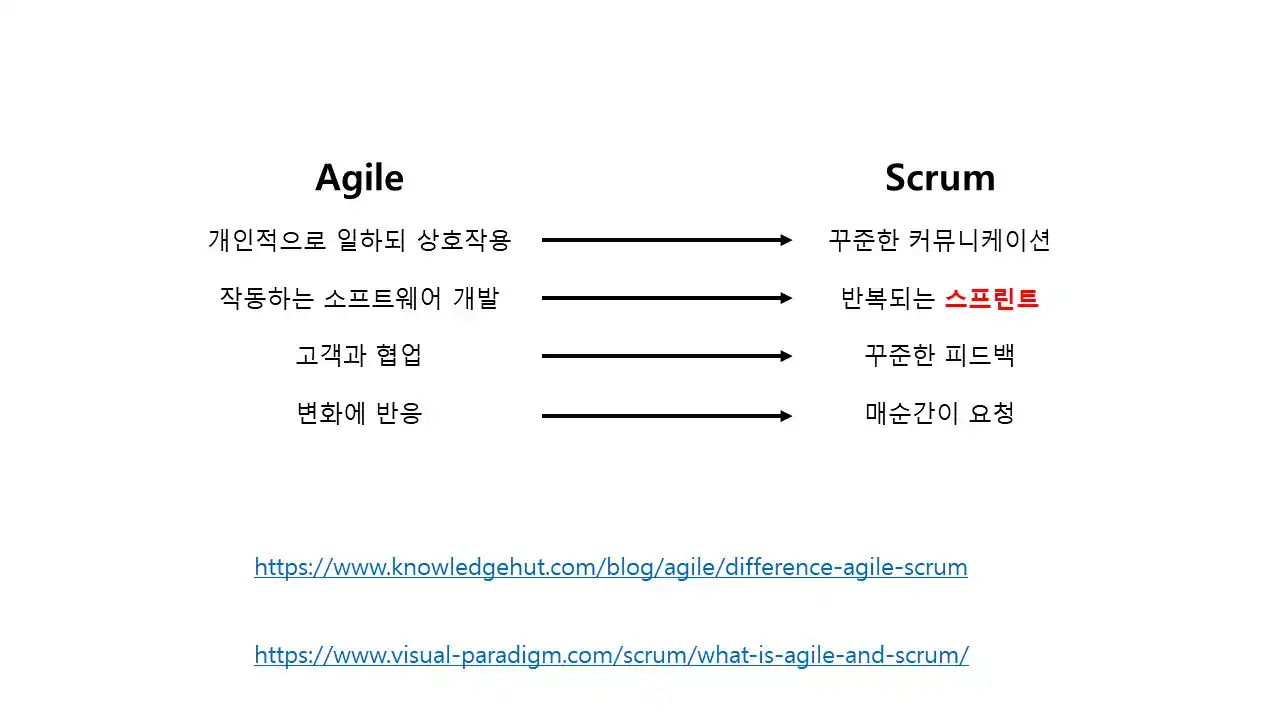 Agile
Scrum
개인적으로 일하되 상호작용
꾸준한 커뮤니케이션
작동하는 소프트웨어 개발
반복되는 스프린트
고객과 협업
꾸준한 피드백
변화에 반응
매순간이 요청
https://www.knowledgehut.com/blog/agile/difference-agile-scrum
https://www.visual-paradigm.com/scrum/what-is-agile-and-scrum/